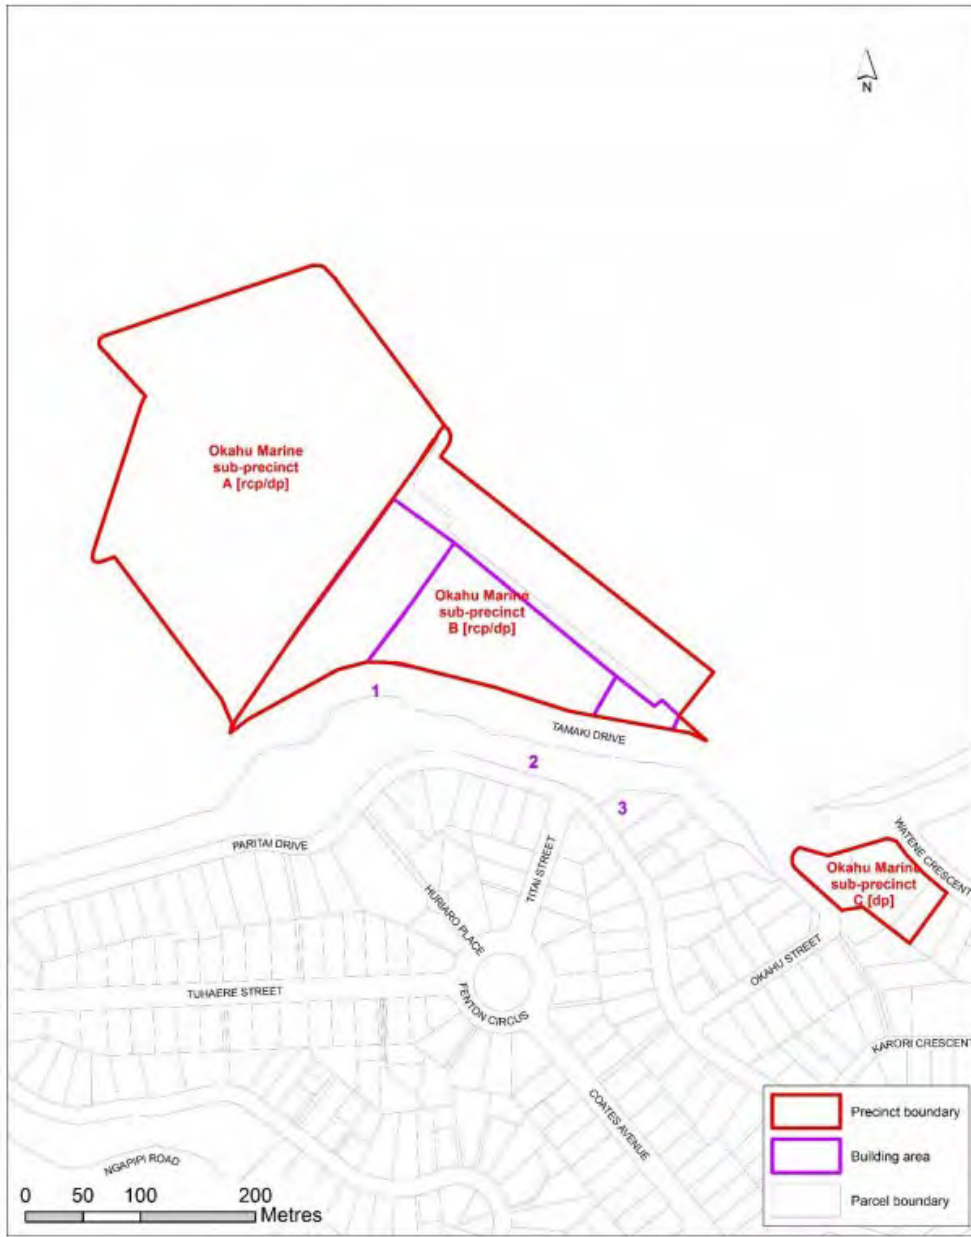 N
Okahu Marine
sub-precinct
A [rcp/dp]
Okahu Marine
sub-precinct
B [rcp/dp]
1
TAMAKI DRIVE
2
3
WATENE CRESCENT
PARITAI DRIVE
Okahu Marine
sub-precinct
C [dp]
TITAI STREET
HURIARO PLACE
OKAHU STREET
TUHAERE STREET
FENTON CIRCUS
KARORI CRESCENT
COATES AVENUE
NGAPIPI ROAD
Precinct boundary
Building area
Parcel boundary
0 50 100 200
Metres